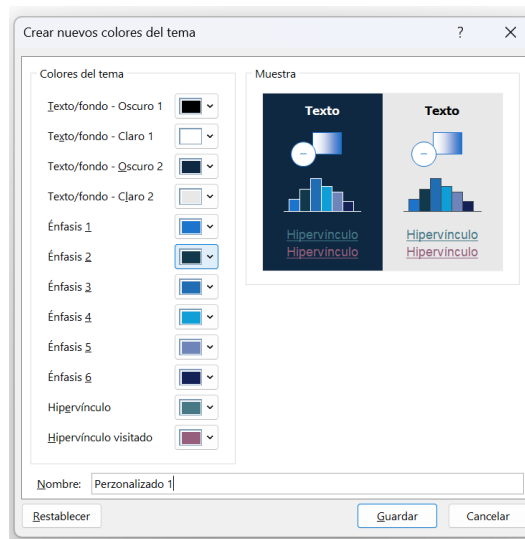 Crear nuevos colores del tema
?
Colores del tema
Texto/fondo - Oscuro 1
Texto/fondo - Claro 1
Texto/fondo - Oscuro 2
Texto/fondo - Claro 2
Énfasis 1
Énfasis 2
Énfasis 3
Énfasis 4
Énfasis 5
Énfasis 6
Hipervínculo
Hipervínculo visitado
Muestra
Texto Texto
Hipervínculo Hipervínculo
Hipervínculo Hipervínculo
Nombre: Perzonalizado 1
Restablecer Guardar Cancelar